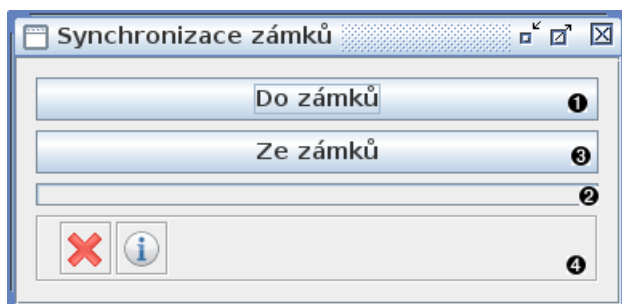 Synchronizace zámků
Do zámků ❶
Ze zámků ❸
❷
❹